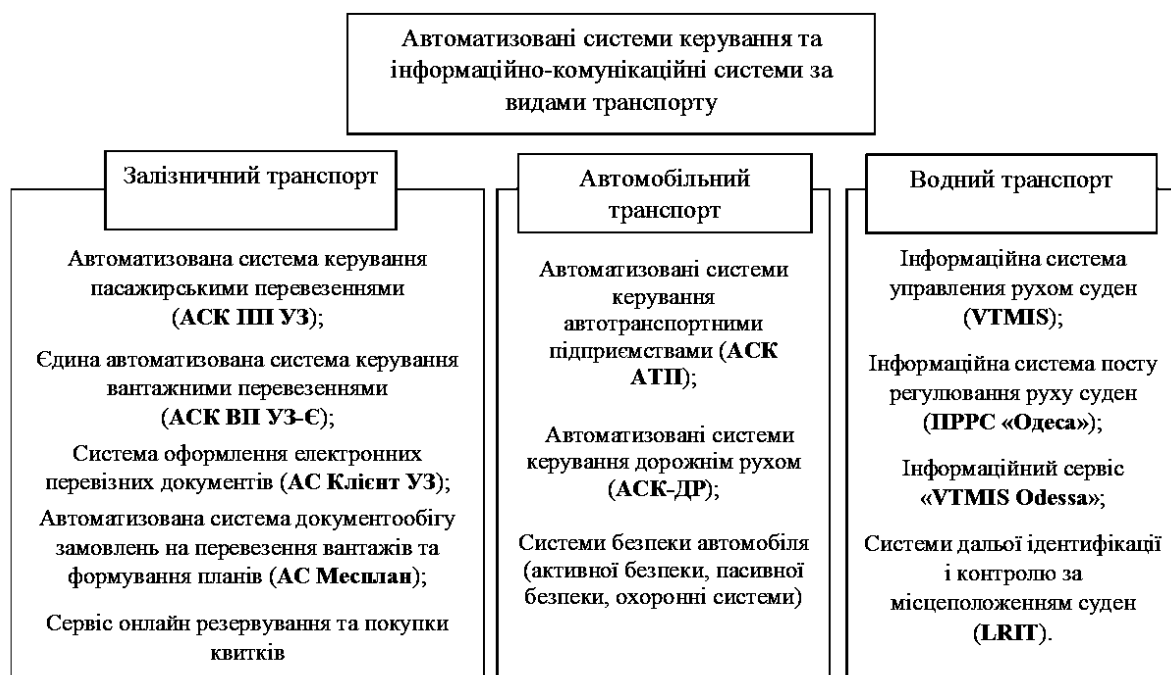 Автоматизовані системи керування та
інформаційно-комунікаційні системи за
видами транспорту
Залізничний транспорт
Автоматизована система керування
пасажирськими перевезеннями
(АСК ПП УЗ);
Єдина автоматизована система керування
вантажними перевезеннями
(АСК ВП УЗ-Є);
Система оформлення електронних
перевізних документів (АС Клієнт УЗ);
Автоматизована система документообігу
замовлень на перевезення вантажів та
формування планів (АС Месплан);
Сервіс онлайн резервування та покупки
квитків
Автомобільний
транспорт
Автоматизовані системи
керування
автотранспортними
підприємствами (АСК
АТП);
Автоматизовані системи
керування дорожнім рухом
(АСК-ДР);
Системи безпеки автомобіля
(активної безпеки, пасивної
безпеки, охоронні системи)
Водний транспорт
Інформаційна система
управления рухом суден
(VTMIS);
Інформаційна система посту
регулювання руху суден
(ПРРС «Одеса»);
Інформаційний сервіс
«VTMIS Odessa»;
Системи дальої ідентифікації
і контролю за
місцеположенням суден
(LRIT).